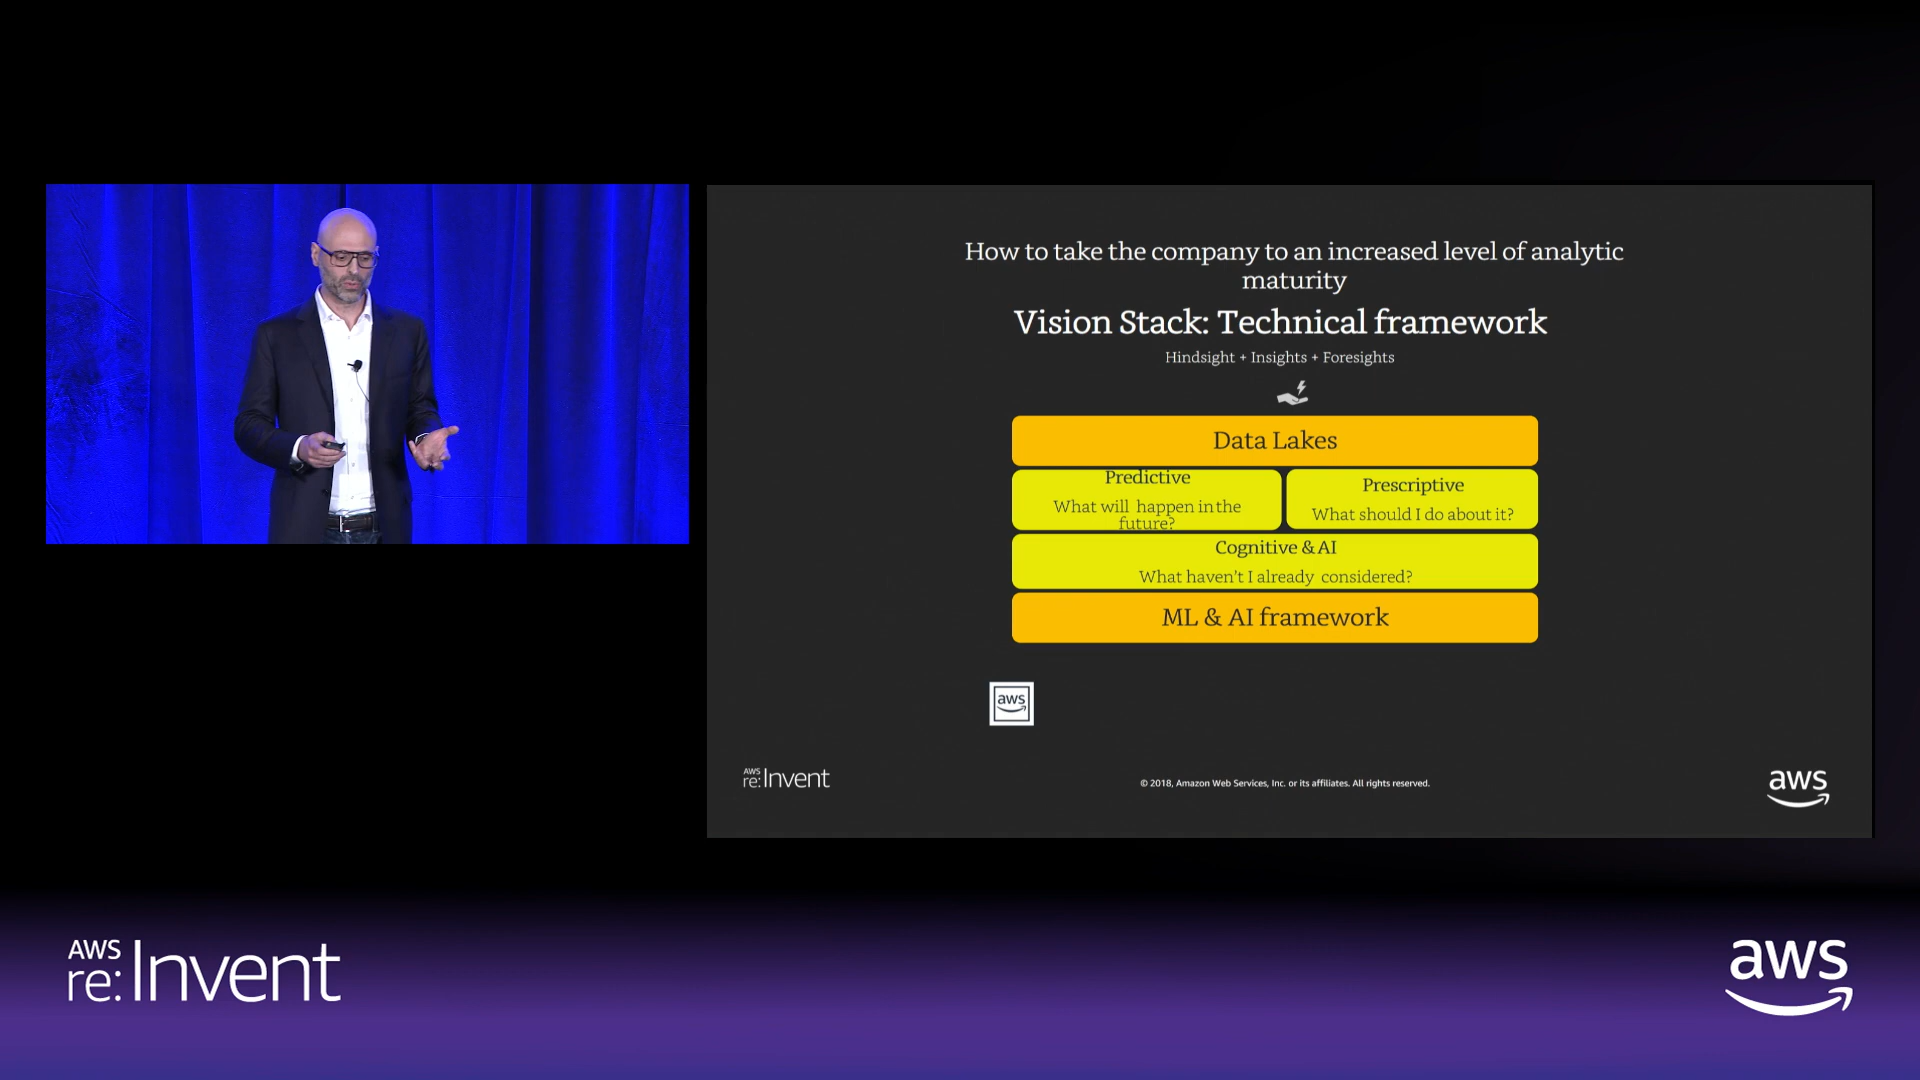 How to take the company to an increased level of analytic
maturity
Vision Stack: Technical framework
Hindsight + Insights + Foresights
Data Lakes
Predictive
What will happen in the
future?
Prescriptive
What should I do about it?
Cognitive & AI
What haven't I already considered?
ML & AI framework
aws
AWS
re:Invent
© 2018, Amazon Web Services, Inc. or its affiliates. All rights reserved.
aws
AWS
re:Invent
aws